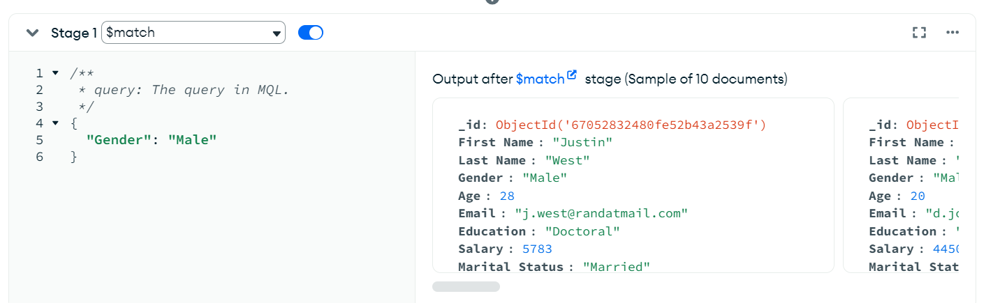 Stage 1 $match
1 /**
2 * query: The query in MQL.
3 */
4 {
5 "Gender": "Male"
6 }
Output after $match stage (Sample of 10 documents)
_id: ObjectId('67052832480fe52b43a2539f')
First Name : "Justin"
Last Name : "West"
Gender : "Male"
Age : 28
Email : "j.west@randatmail.com"
Education : "Doctoral"
Salary : 5783
Marital Status : "Married"
_id: ObjectI
First Name :
Last Name : "
Gender : "Mal
Age : 20
Email : "d.jo
Education : "
Salary : 4450
Marital Stat